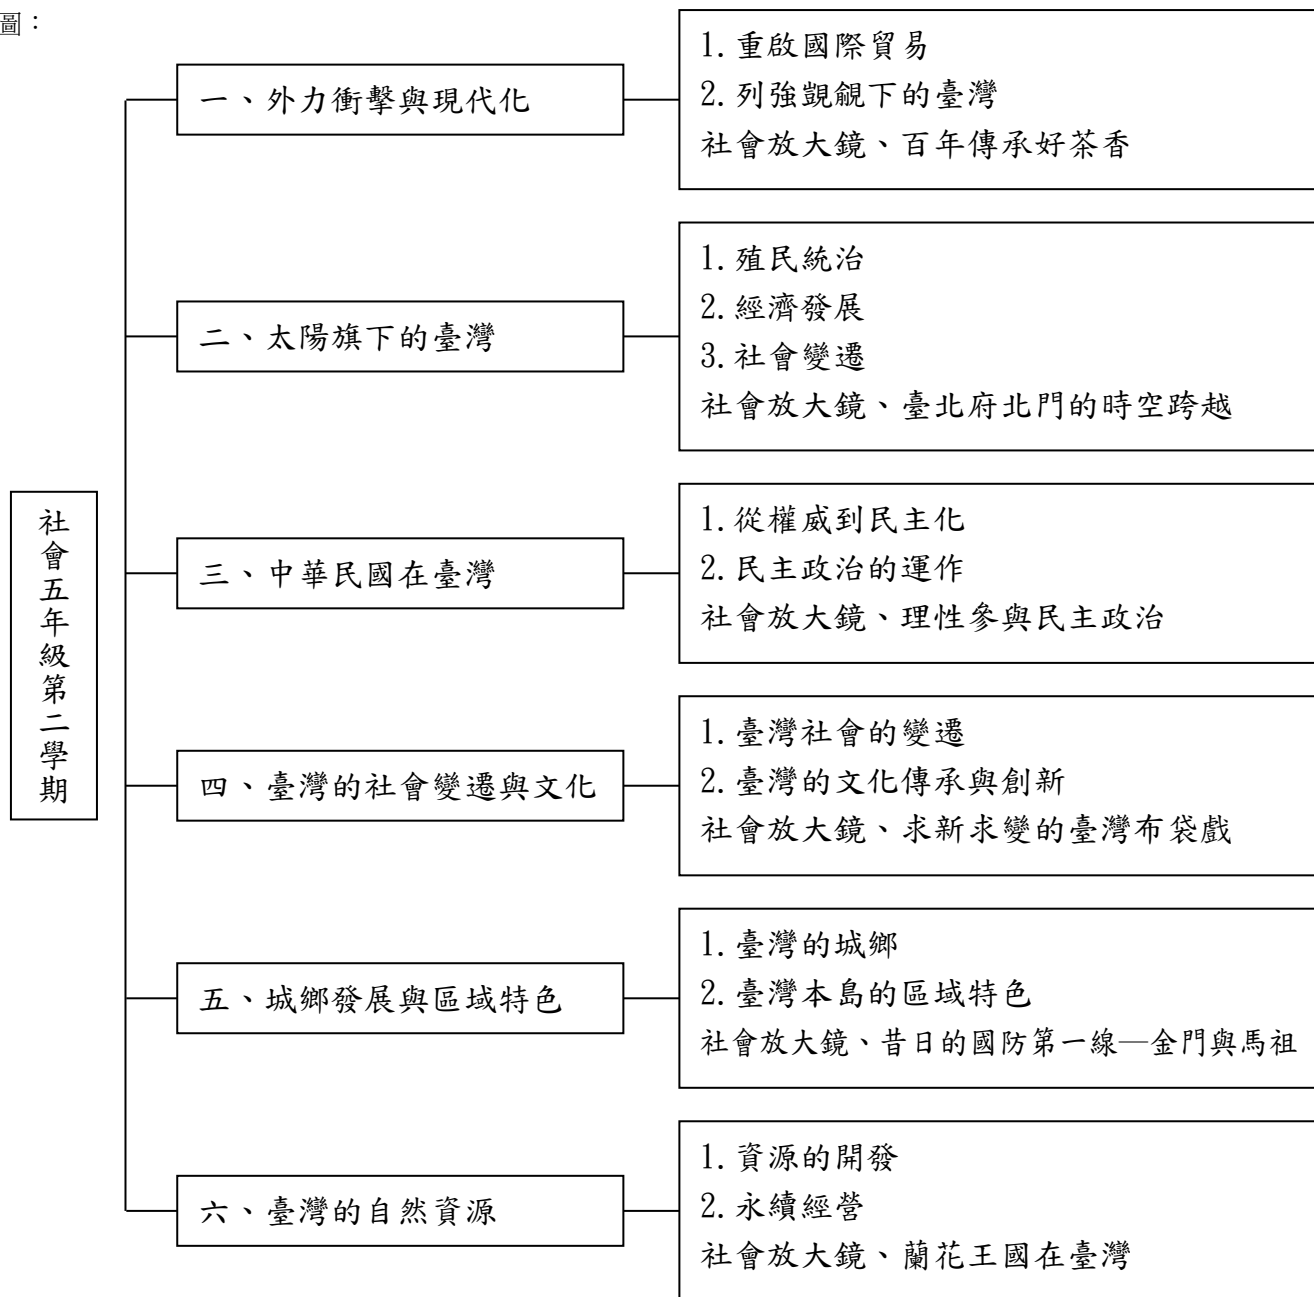 圖：
社會五年級第二學期
一、外力衝擊與現代化
1.重啟國際貿易
2.列強覬覦下的臺灣
社會放大鏡、百年傳承好茶香
二、太陽旗下的臺灣
1.殖民統治
2.經濟發展
3.社會變遷
社會放大鏡、臺北府北門的時空跨越
三、中華民國在臺灣
1.從權威到民主化
2.民主政治的運作
社會放大鏡、理性參與民主政治
四、臺灣的社會變遷與文化
1.臺灣社會的變遷
2.臺灣的文化傳承與創新
社會放大鏡、求新求變的臺灣布袋戲
五、城鄉發展與區域特色
1.臺灣的城鄉
2.臺灣本島的區域特色
社會放大鏡、昔日的國防第一線—金門與馬祖
六、臺灣的自然資源
1.資源的開發
2.永續經營
社會放大鏡、蘭花王國在臺灣